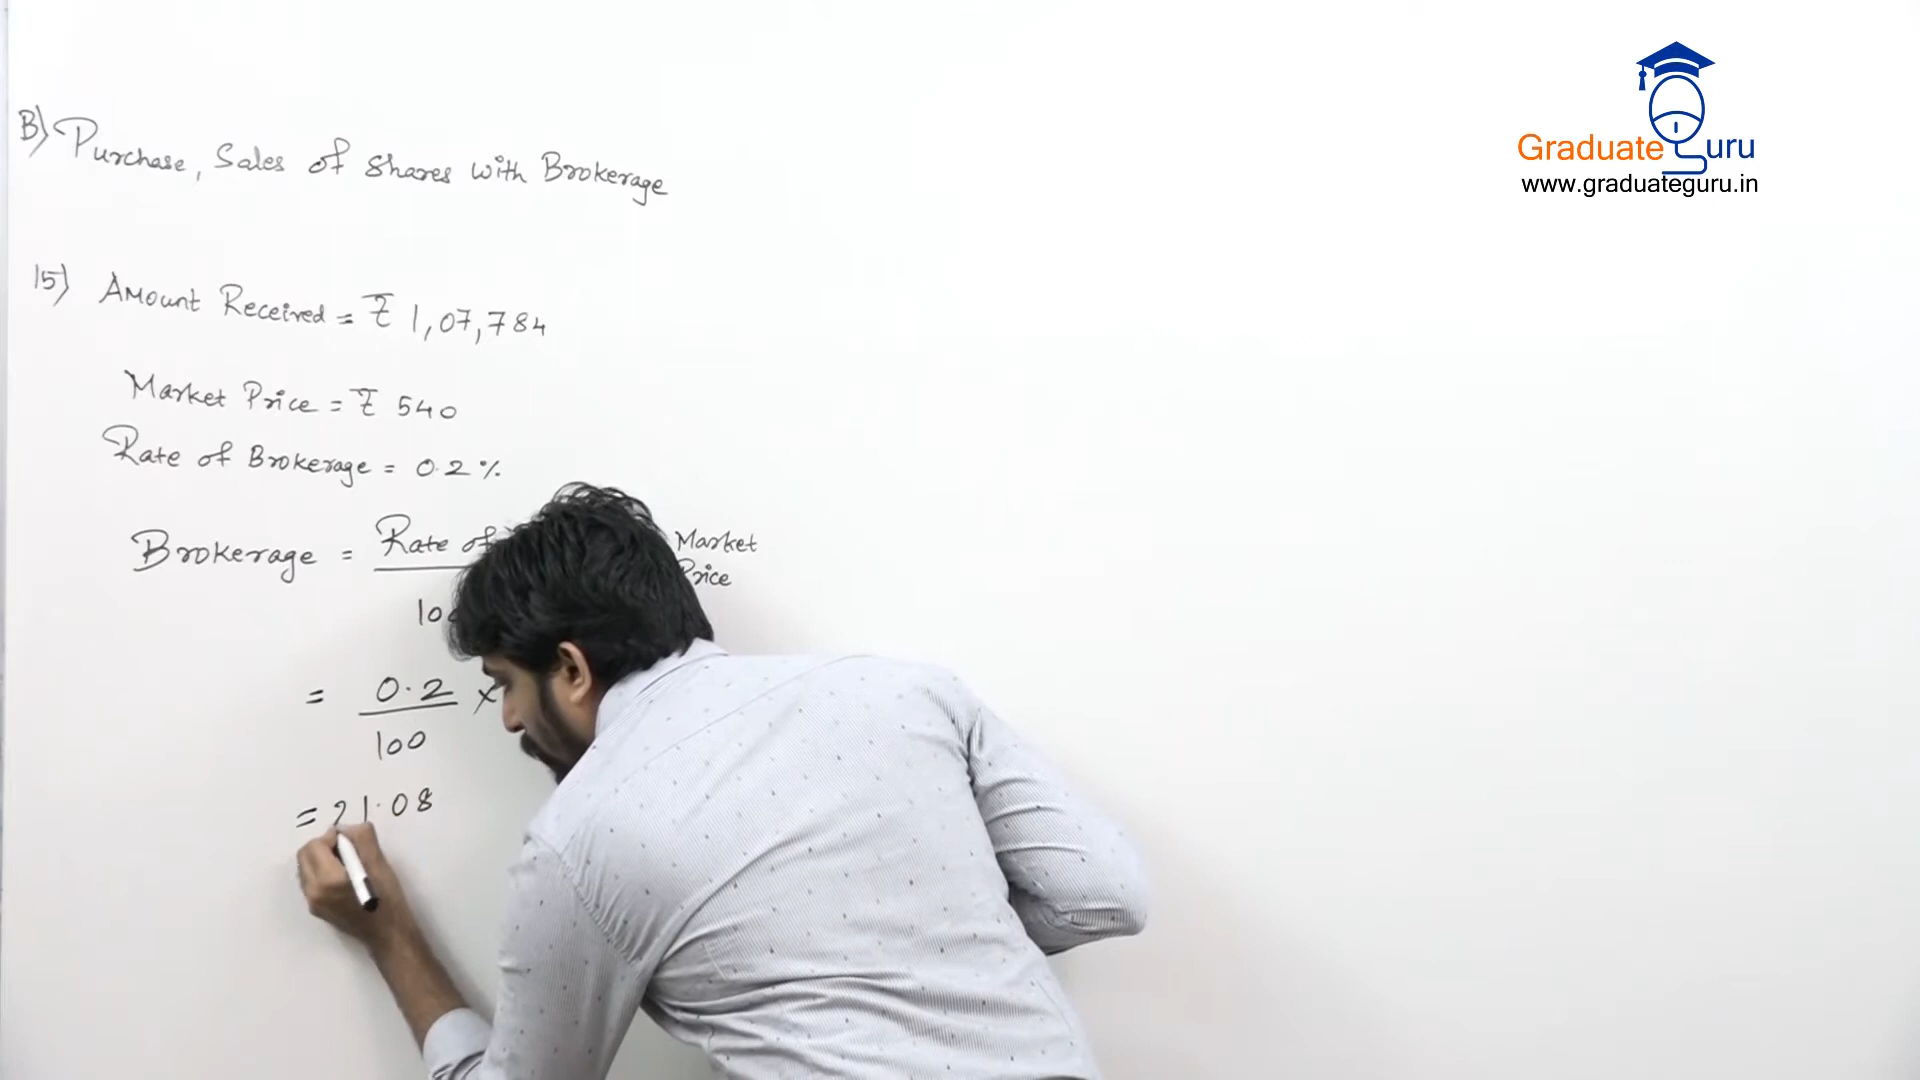 Graduate Guru
www.graduateguru.in
B) Purchase, Sales of Shares with Brokerage
15) Amount Received = ₹ 1,07,784
Market Price = ₹ 540
Rate of Brokerage = 0.2%
Brokerage = Rate of Market
Price
100
= 0.2 ×
100
= 21.08